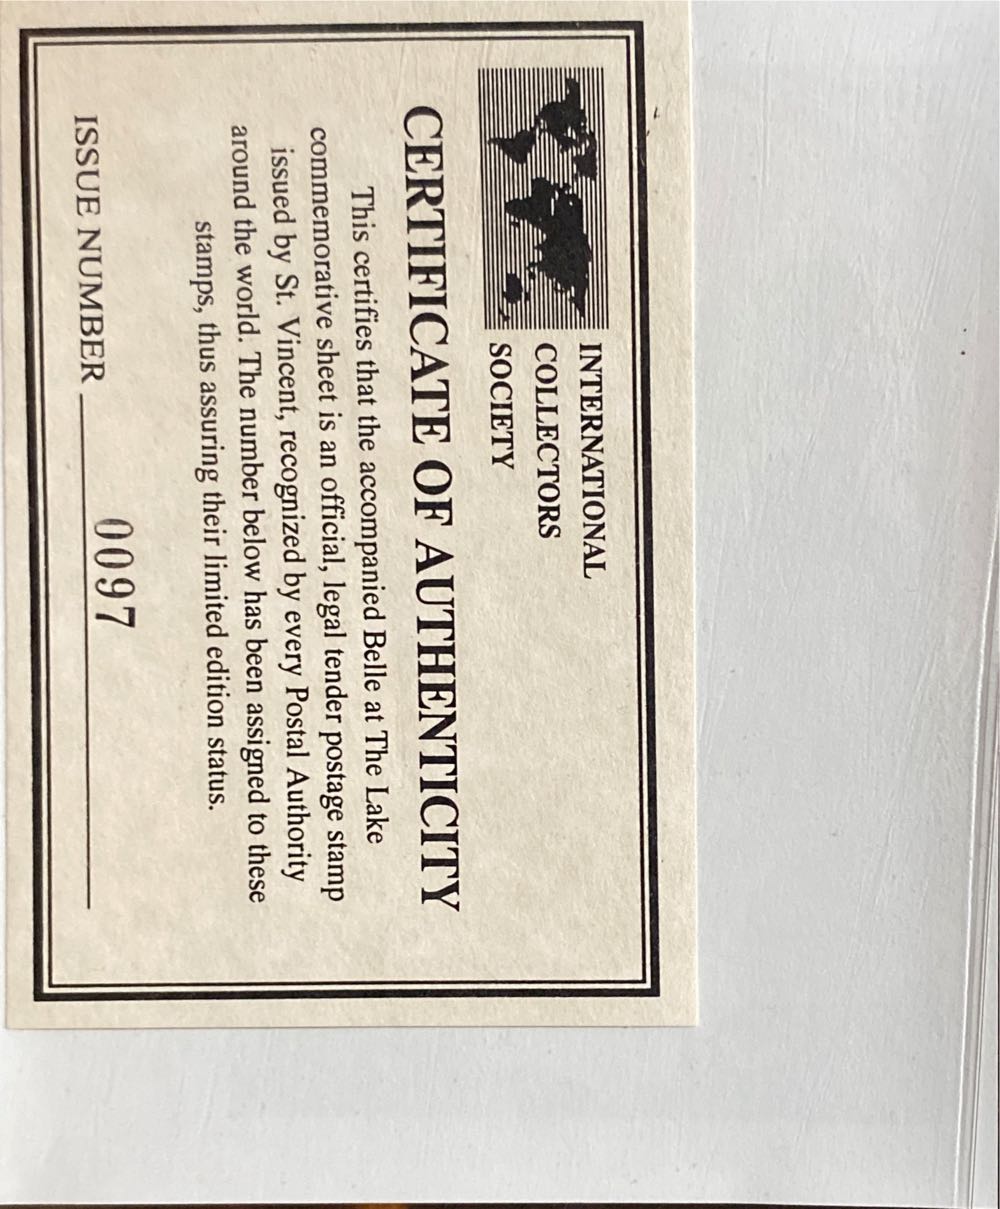 INTERNATIONAL
COLLECTORS
SOCIETY
CERTIFICATE OF AUTHENTICITY
This certifies that the accompanied Belle at The Lake
commemorative sheet is an official, legal tender postage stamp
issued by St. Vincent, recognized by every Postal Authority
around the world. The number below has been assigned to these
stamps, thus assuring their limited edition status.
ISSUE NUMBER 0097